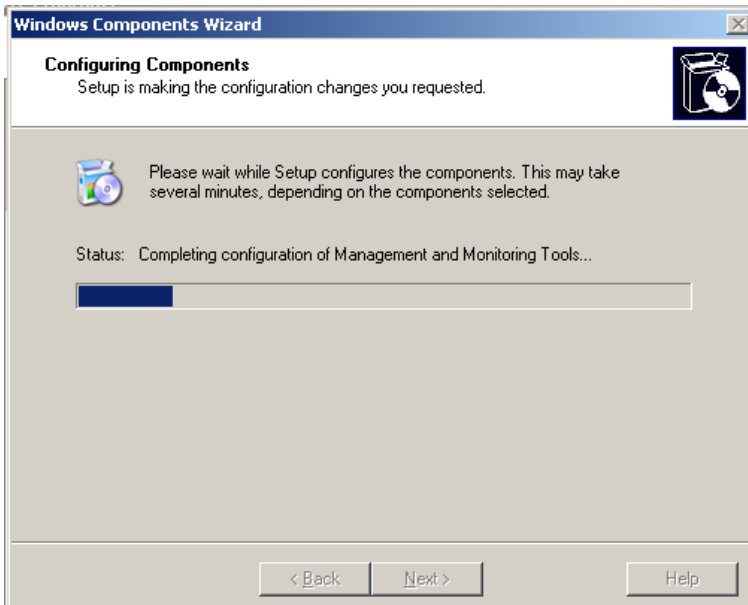 Windows Components Wizard
Configuring Components
Setup is making the configuration changes you requested.
Please wait while Setup configures the components. This may take
several minutes, depending on the components selected.
Status: Completing configuration of Management and Monitoring Tools...
< Back
Next >
Help